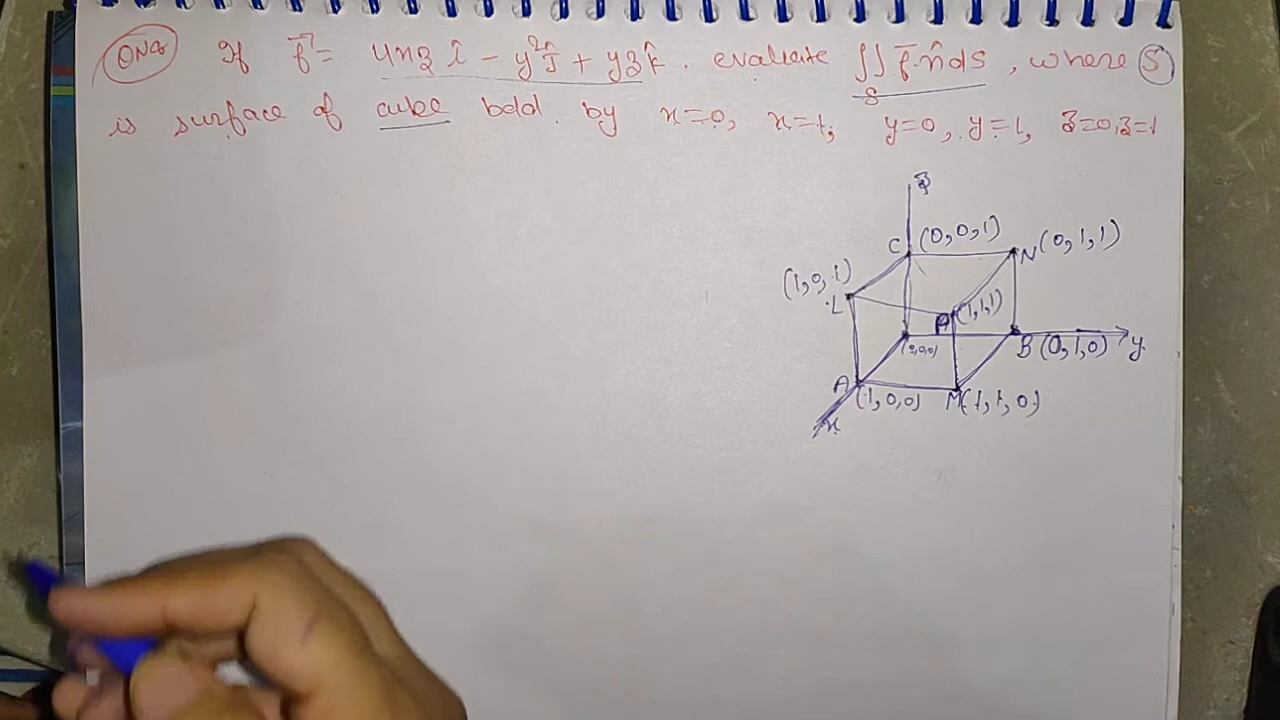 If f = 4xz î − y² ĵ + yz k̂ . evaluate ∬ f n̂ ds , where (S)
S
is surface of cube bdd. by x=0, x=1, y=0, y=1, z=0, z=1
z
C (0,0,1)
N (0,1,1)
(1,0,1)
L
P (1,1,1)
(0,0,0)
B (0,1,0) y
A (1,0,0)
M (1,1,0)
x